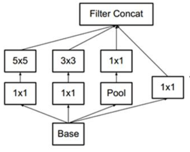 Filter Concat
5x5 3x3 1x1
1x1 1x1 Pool 1x1
Base